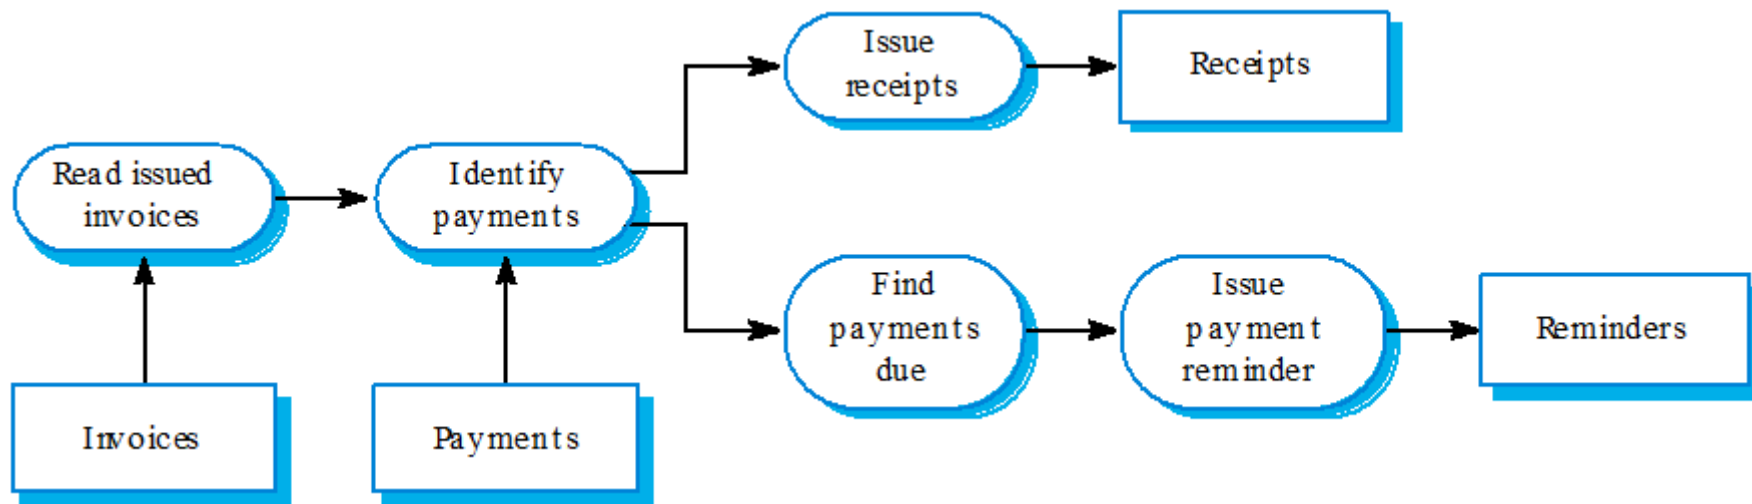 Issue
receipts
Receipts
Read issued
invoices
Identify
payments
Find
payments
due
Issue
payment
reminder
Reminders
Invoices
Payments